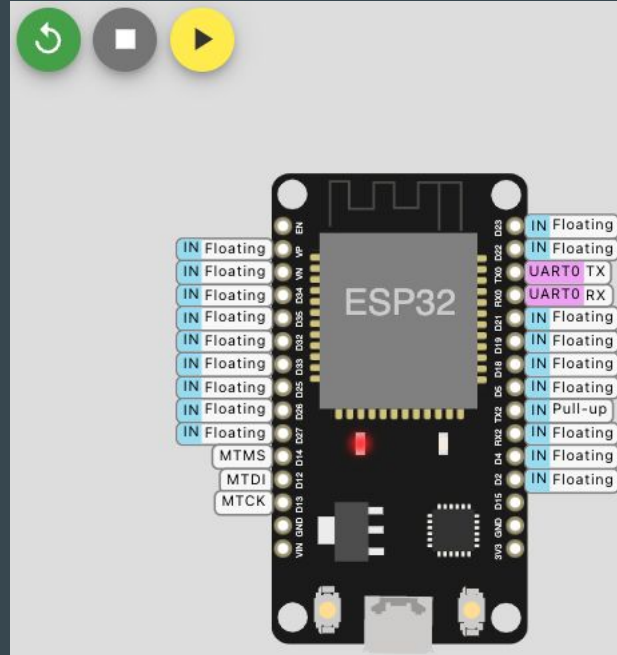 EN D23 IN Floating
IN Floating VP D22 IN Floating
IN Floating VN TX0 UART0 TX
IN Floating D34 RX0 UART0 RX
IN Floating D35 D21 IN Floating
IN Floating D32 D19 IN Floating
IN Floating D33 D18 IN Floating
IN Floating D25 D5 IN Floating
IN Floating D26 TX2 IN Pull-up
IN Floating D27 RX2 IN Floating
MTMS D14 D4 IN Floating
MTDI D12 D2 IN Floating
MTCK D13 D15
GND GND
VIN 3V3
ESP32